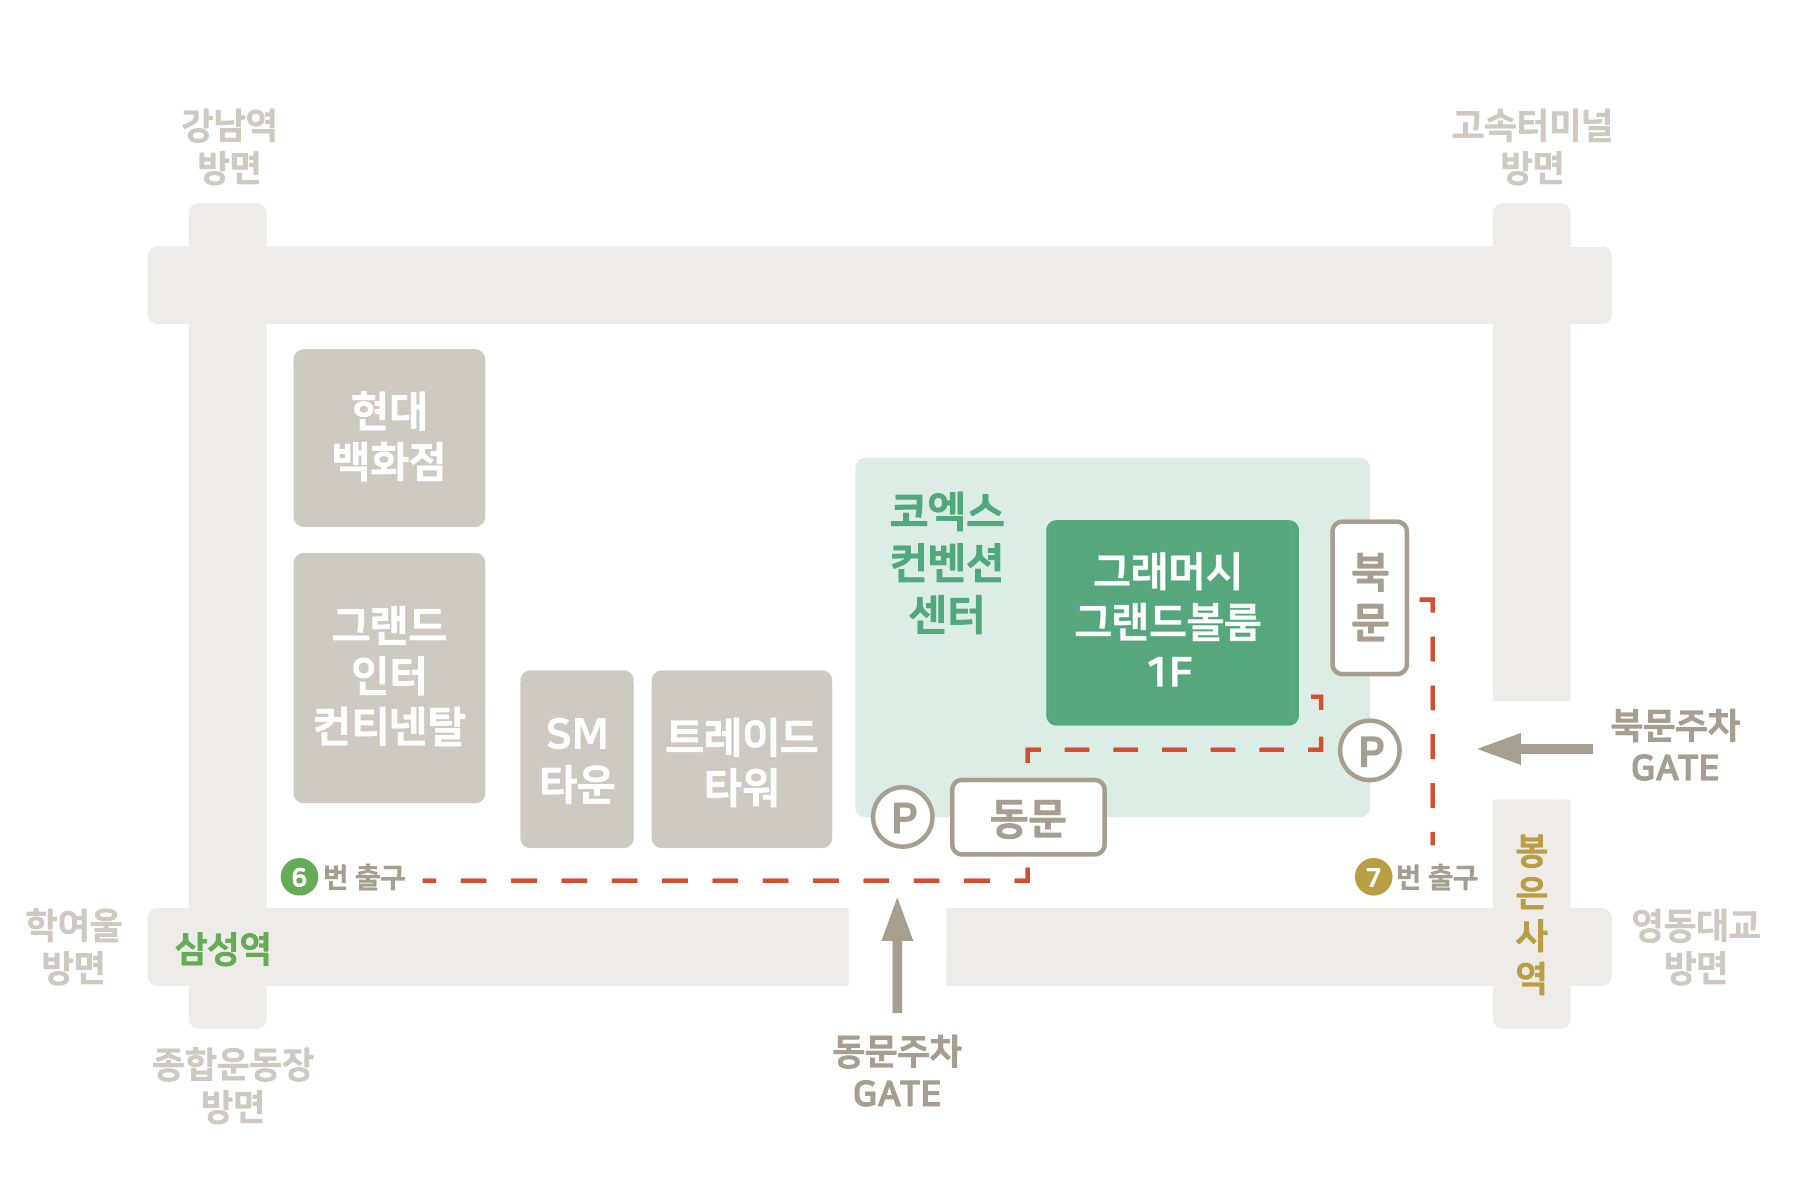 강남역
방면
고속터미널
방면
현대
백화점
그랜드
인터
컨티넨탈
SM
타운
트레이드
타워
코엑스
컨벤션
센터
그래머시
그랜드볼룸
1F
북
문
P
P
동문
북문주차
GATE
6 번 출구
7 번 출구
봉
은
사
역
학여울
방면
삼성역
영동대교
방면
종합운동장
방면
동문주차
GATE